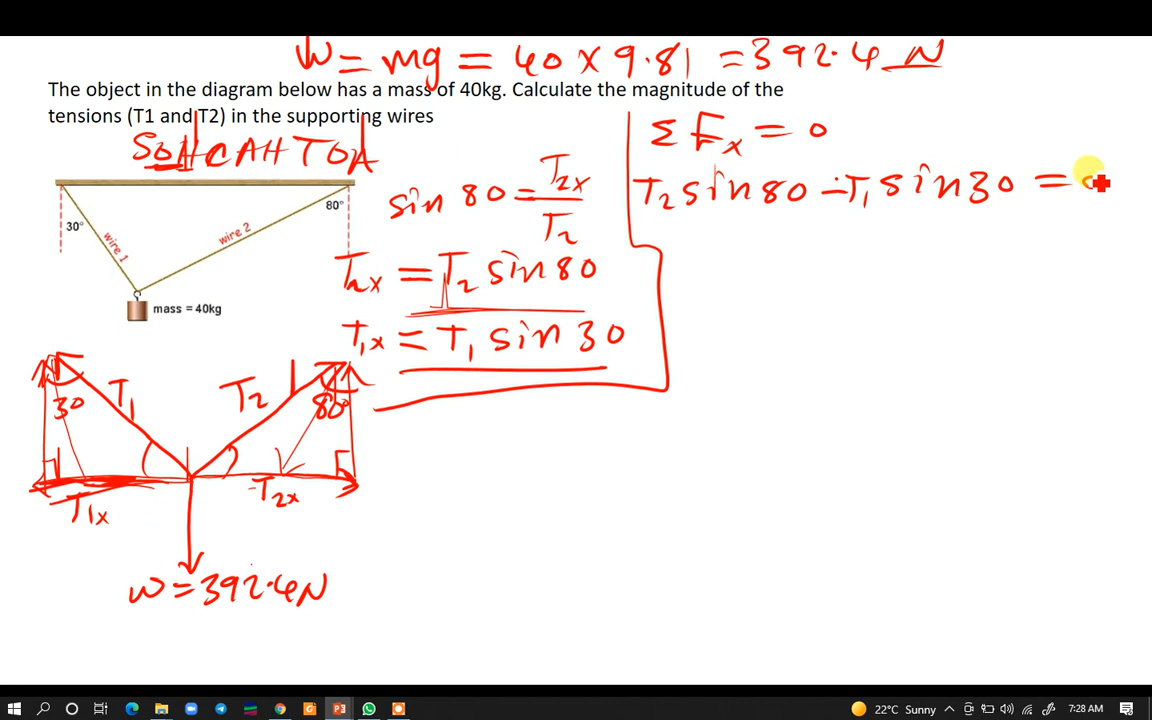 W = mg = 40 × 9.81 = 392.4 N
The object in the diagram below has a mass of 40kg. Calculate the magnitude of the
tensions (T1 and T2) in the supporting wires
SOHCAHTOA
30°
wire 1
wire 2
80°
mass = 40kg
sin 80 = T2x / T2
T2x = T2 sin 80
T1x = T1 sin 30
Σ Fx = 0
T2 sin 80 - T1 sin 30 =
30
T1
T2
80°
T1x
T2x
W = 392.4N
22°C Sunny
7:28 AM